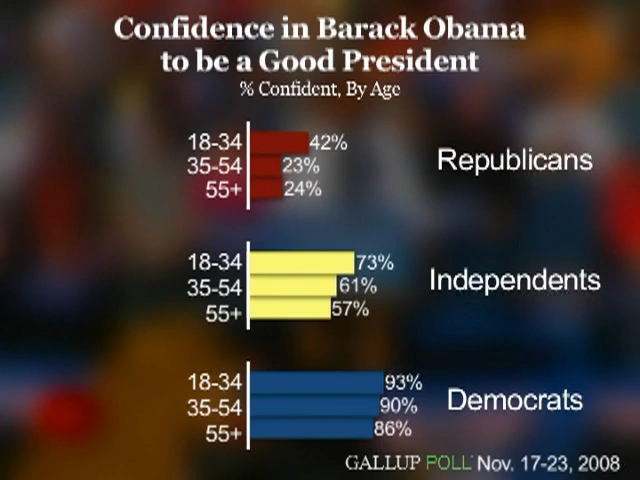 Confidence in Barack Obama
to be a Good President
% Confident, By Age
18-34 42%
35-54 23%
55+ 24%
Republicans
18-34 73%
35-54 61%
55+ 57%
Independents
18-34 93%
35-54 90%
55+ 86%
Democrats
GALLUP POLL Nov. 17-23, 2008